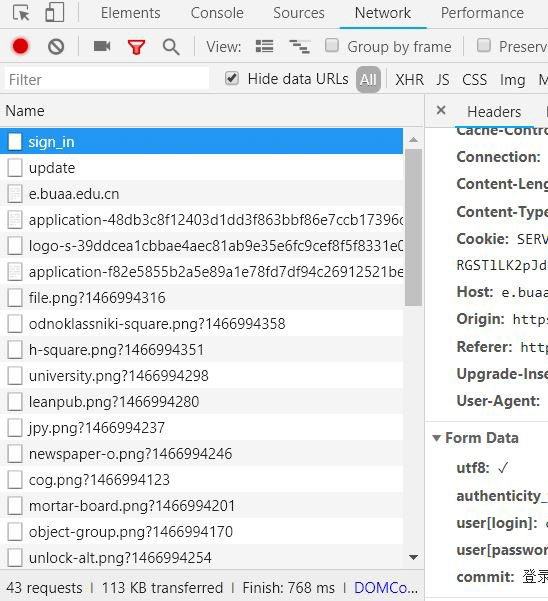 Elements Console Sources Network Performance
View: Group by frame Preserv
Filter Hide data URLs All XHR JS CSS Img M
Name
sign_in
update
e.buaa.edu.cn
application-48db3c8f12403d1dd3f863bbf86e7ccb17396c
logo-s-39ddcea1cbbae4aec81ab9e35e6fc9cef8f5f8331e0
application-f82e5855b2a5e89a1e78fd7df94c26912521be
file.png?1466994316
odnoklassniki-square.png?1466994358
h-square.png?1466994351
university.png?1466994298
leanpub.png?1466994280
jpy.png?1466994237
newspaper-o.png?1466994246
cog.png?1466994123
mortar-board.png?1466994201
object-group.png?1466994170
unlock-alt.png?1466994254
43 requests | 113 KB transferred | Finish: 768 ms | DOMCo...
× Headers
Cache-Contro
Connection:
Content-Leng
Content-Type
Cookie: SERV
RGST1LK2pJd
Host: e.buaa
Origin: https
Referer: http
Upgrade-Inse
User-Agent:
Form Data
utf8: ✓
authenticity_
user[login]:
user[passwor
commit: 登录